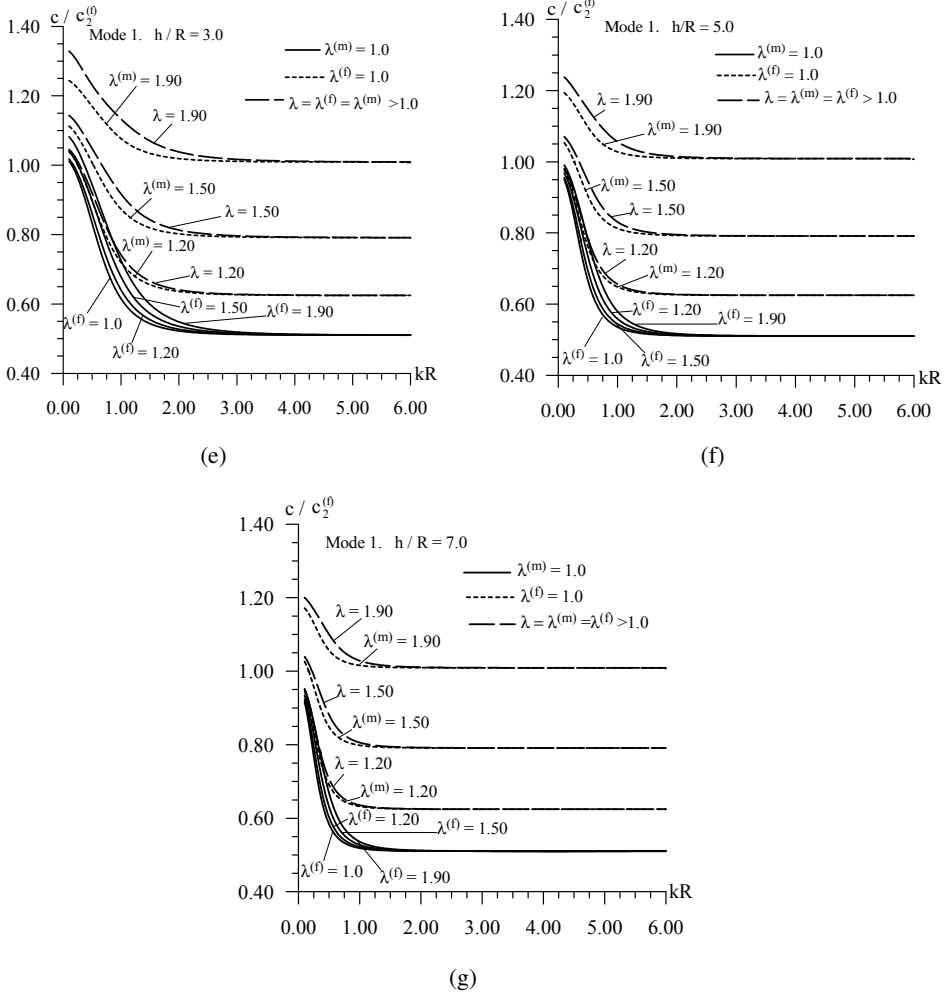 c / c₂⁽ᶠ⁾
1.40
Mode 1. h / R = 3.0
λ⁽ᵐ⁾ = 1.0
λ⁽ᶠ⁾ = 1.0
λ = λ⁽ᶠ⁾ = λ⁽ᵐ⁾ >1.0
λ⁽ᵐ⁾ = 1.90
1.20
λ = 1.90
1.00
λ⁽ᵐ⁾ = 1.50
λ = 1.50
0.80
λ⁽ᵐ⁾ = 1.20
λ = 1.20
0.60
λ⁽ᶠ⁾ = 1.50
λ⁽ᶠ⁾ = 1.90
λ⁽ᶠ⁾ = 1.0
λ⁽ᶠ⁾ = 1.20
0.40
kR
0.00 1.00 2.00 3.00 4.00 5.00 6.00
(e)
c / c₂⁽ᶠ⁾
1.40
Mode 1. h/R = 5.0
λ⁽ᵐ⁾ = 1.0
λ⁽ᶠ⁾ = 1.0
λ = λ⁽ᵐ⁾ = λ⁽ᶠ⁾ > 1.0
1.20
λ = 1.90
λ⁽ᵐ⁾ = 1.90
1.00
λ⁽ᵐ⁾ = 1.50
λ = 1.50
0.80
λ = 1.20
λ⁽ᵐ⁾ = 1.20
0.60
λ⁽ᶠ⁾ = 1.20
λ⁽ᶠ⁾ = 1.90
λ⁽ᶠ⁾ = 1.0
λ⁽ᶠ⁾ = 1.50
0.40
kR
0.00 1.00 2.00 3.00 4.00 5.00 6.00
(f)
c / c₂⁽ᶠ⁾
1.40
Mode 1. h / R = 7.0
λ⁽ᵐ⁾ = 1.0
λ⁽ᶠ⁾ = 1.0
λ = λ⁽ᵐ⁾ =λ⁽ᶠ⁾ >1.0
1.20
λ = 1.90
λ⁽ᵐ⁾ = 1.90
1.00
λ = 1.50
λ⁽ᵐ⁾ = 1.50
0.80
λ = 1.20
λ⁽ᵐ⁾ = 1.20
0.60
λ⁽ᶠ⁾ = 1.20
λ⁽ᶠ⁾ = 1.50
λ⁽ᶠ⁾ = 1.0
λ⁽ᶠ⁾ = 1.90
0.40
kR
0.00 1.00 2.00 3.00 4.00 5.00 6.00
(g)